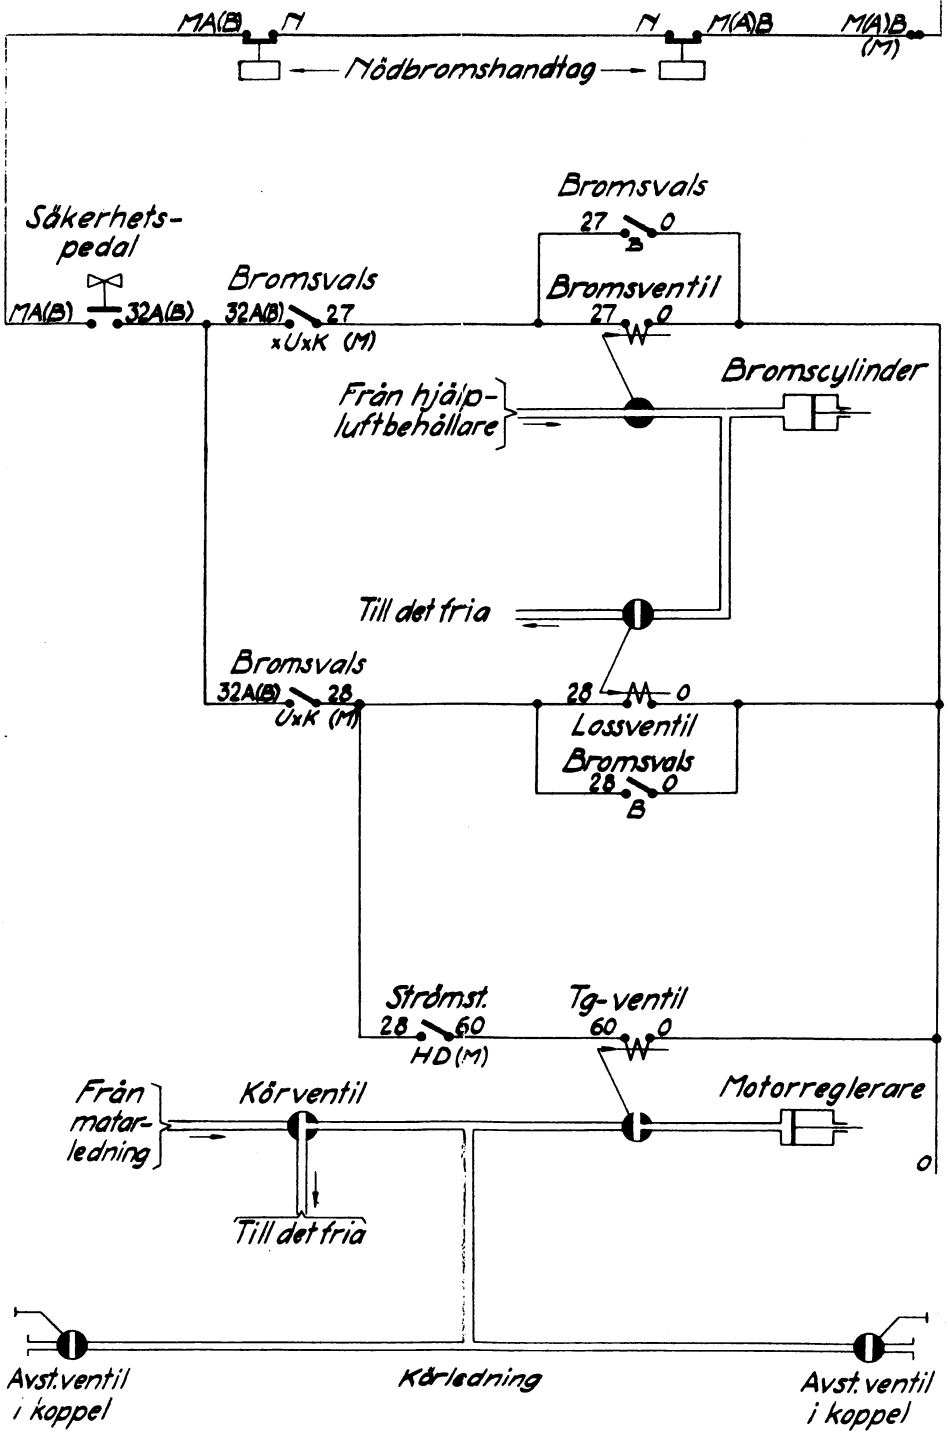 MA(B) N N M(A)B M(A)B
(M)
Nödbromshandtag
Bromsvals
27 0
B
Säkerhets-
pedal
Bromsvals
Bromsventil
MA(B) 32A(B) 32A(B) 27 27 0
xUxK (M)
Bromscylinder
Från hjälp-
luftbehållare
Till det fria
Bromsvals
32A(B) 28 28 0
UxK (M)
Lossventil
Bromsvals
28 0
B
Strömst. Tg-ventil
28 60 60 0
HD(M)
Från
matar-
ledning
Körventil
Motorreglerare
0
Till det fria
Avst.ventil
i koppel
Körledning
Avst.ventil
i koppel